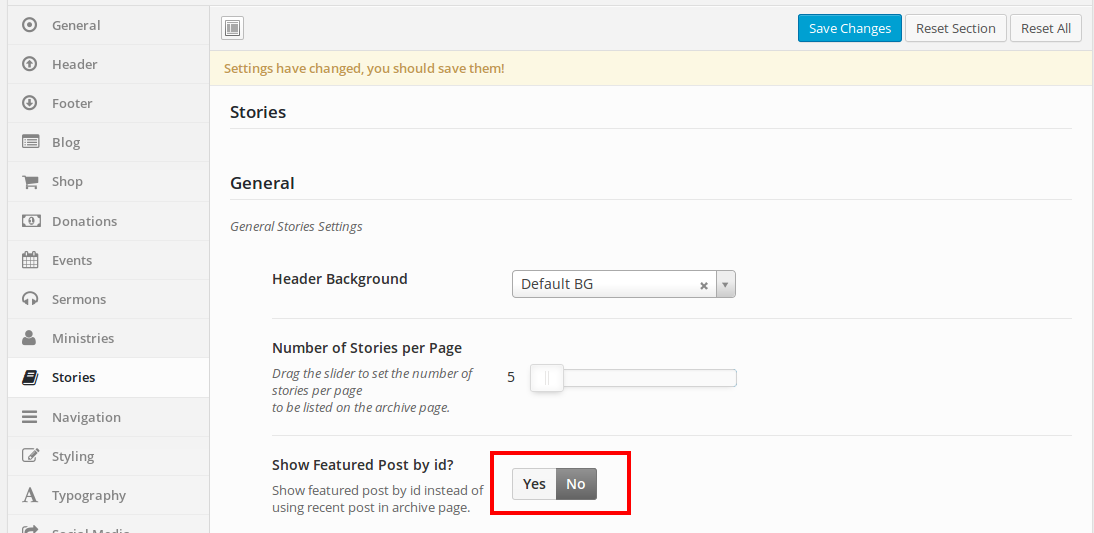 General
Header
Footer
Blog
Shop
Donations
Events
Sermons
Ministries
Stories
Navigation
Styling
Typography
Social Media
Save Changes
Reset Section
Reset All
Settings have changed, you should save them!
Stories
General
General Stories Settings
Header Background
Default BG
Number of Stories per Page
Drag the slider to set the number of
stories per page
to be listed on the archive page.
5
Show Featured Post by id?
Show featured post by id instead of
using recent post in archive page.
Yes
No